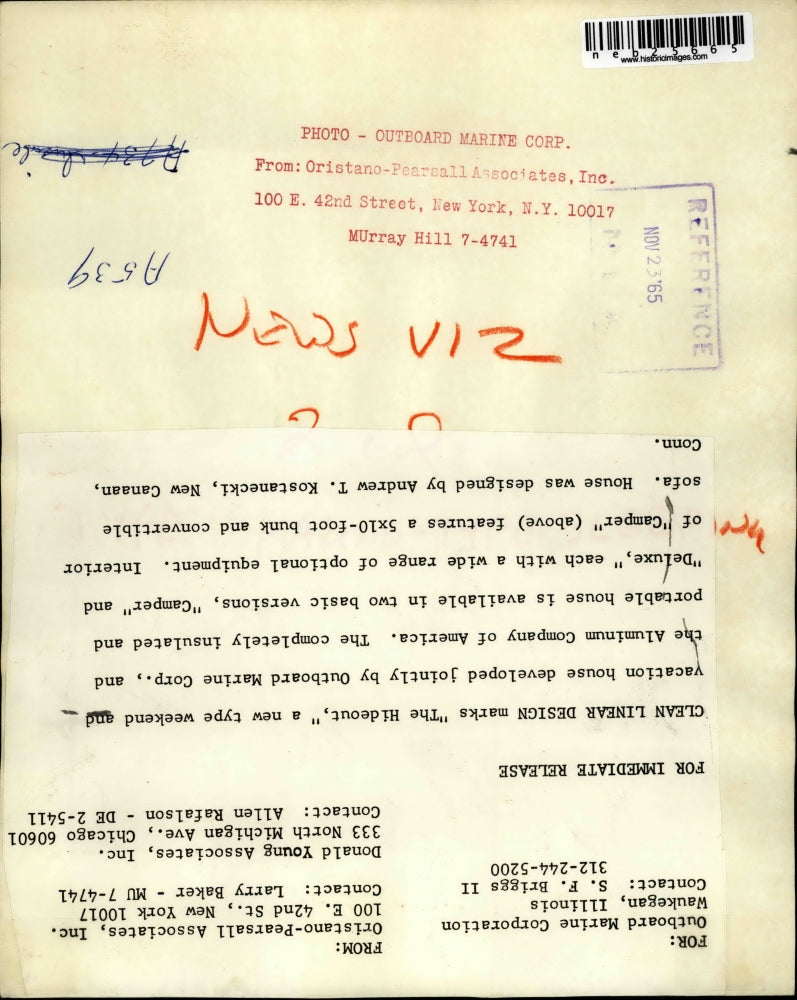 neb25665
www.historicimages.com
PHOTO - OUTBOARD MARINE CORP.
From: Oristano-Pearsall Associates, Inc.
100 E. 42nd Street, New York, N.Y. 10017
MUrray Hill 7-4741
REFERENCE
NOV 23 '65
A539
NEWS VIZ
FOR:
Outboard Marine Corporation
Waukegan, Illinois
Contact: S. F. Briggs II
312-244-5200
FROM:
Oristano-Pearsall Associates, Inc.
100 E. 42nd St., New York 10017
Contact: Larry Baker - MU 7-4741
Donald Young Associates, Inc.
333 North Michigan Ave., Chicago 60601
Contact: Allen Rafalson - DE 2-5411
FOR IMMEDIATE RELEASE
CLEAN LINEAR DESIGN marks "The Hideout," a new type weekend and
vacation house developed jointly by Outboard Marine Corp., and
the Aluminum Company of America. The completely insulated and
portable house is available in two basic versions, "Camper" and
"Deluxe," each with a wide range of optional equipment. Interior
of "Camper" (above) features a 5x10-foot bunk and convertible
sofa. House was designed by Andrew T. Kostanecki, New Canaan,
Conn.